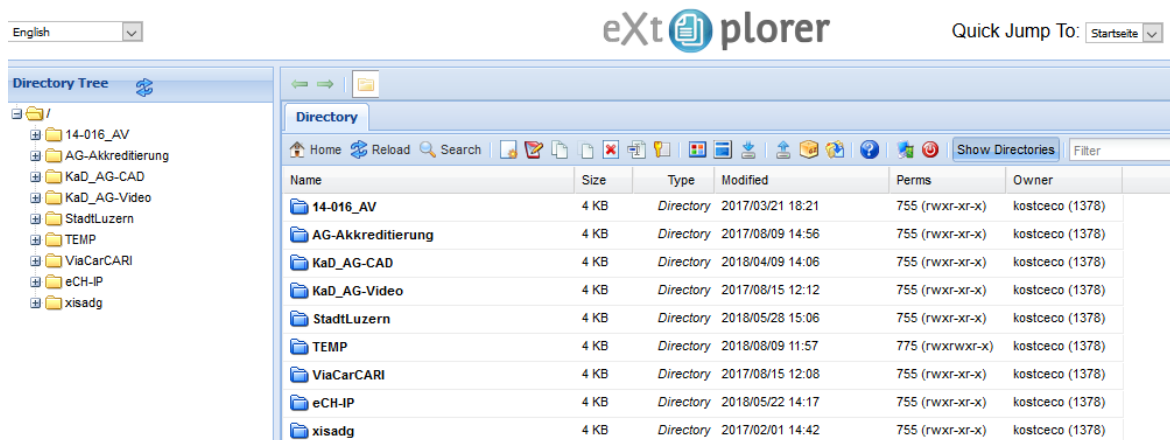 English
eXtplorer
Quick Jump To: Startseite
Directory Tree
/
14-016_AV
AG-Akkreditierung
KaD_AG-CAD
KaD_AG-Video
StadtLuzern
TEMP
ViaCarCARI
eCH-IP
xisadg
Directory
Home Reload Search Show Directories Filter
Name Size Type Modified Perms Owner
14-016_AV 4 KB Directory 2017/03/21 18:21 755 (rwxr-xr-x) kostceco (1378)
AG-Akkreditierung 4 KB Directory 2017/08/09 14:56 755 (rwxr-xr-x) kostceco (1378)
KaD_AG-CAD 4 KB Directory 2018/04/09 14:06 755 (rwxr-xr-x) kostceco (1378)
KaD_AG-Video 4 KB Directory 2017/08/15 12:12 755 (rwxr-xr-x) kostceco (1378)
StadtLuzern 4 KB Directory 2018/05/28 15:06 755 (rwxr-xr-x) kostceco (1378)
TEMP 4 KB Directory 2018/08/09 11:57 775 (rwxrwxr-x) kostceco (1378)
ViaCarCARI 4 KB Directory 2017/08/15 12:08 755 (rwxr-xr-x) kostceco (1378)
eCH-IP 4 KB Directory 2018/05/22 14:17 755 (rwxr-xr-x) kostceco (1378)
xisadg 4 KB Directory 2017/02/01 14:42 755 (rwxr-xr-x) kostceco (1378)